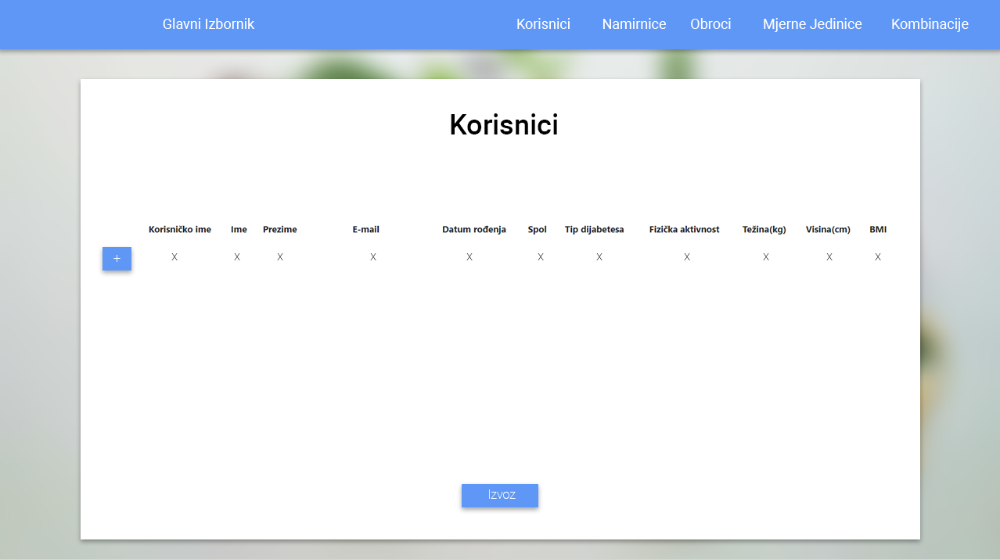 Glavni Izbornik Korisnici Namirnice Obroci Mjerne Jedinice Kombinacije
Korisnici
Korisničko ime Ime Prezime E-mail Datum rođenja Spol Tip dijabetesa Fizička aktivnost Težina(kg) Visina(cm) BMI
+ X X X X X X X X X X X
Izvoz